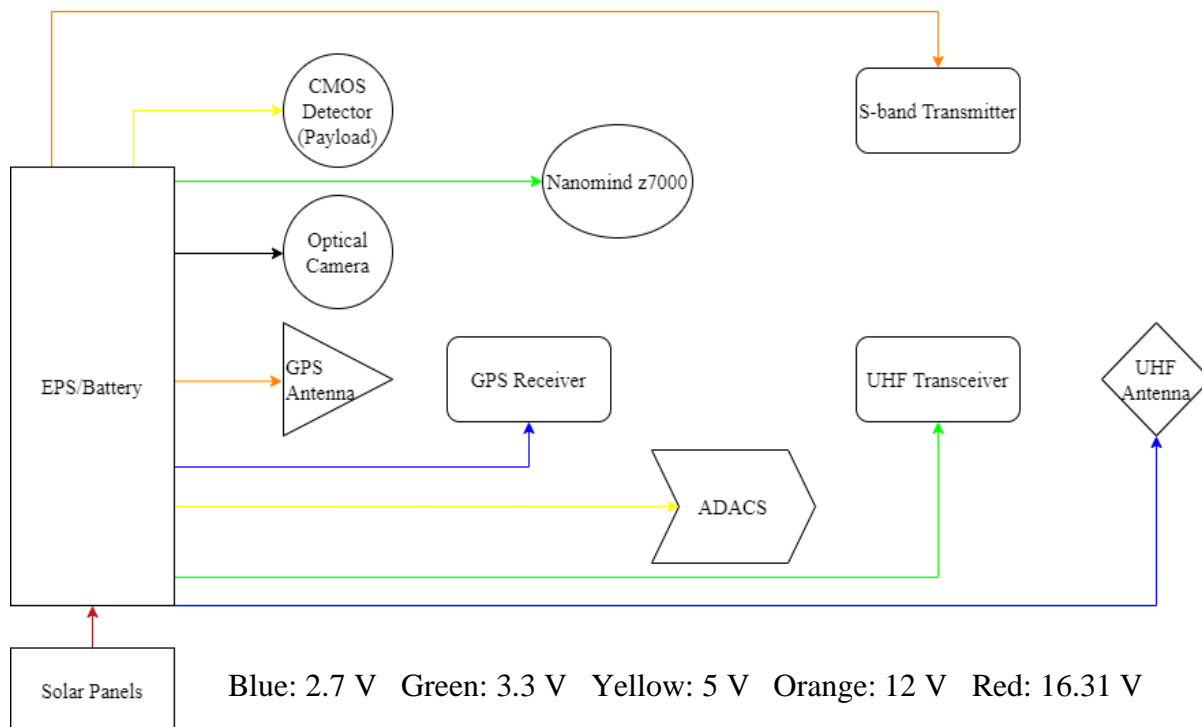 CMOS
Detector
(Payload)
S-band Transmitter
Nanomind z7000
Optical
Camera
EPS/Battery
GPS
Antenna
GPS Receiver
UHF Transceiver
UHF
Antenna
ADACS
Solar Panels
Blue: 2.7 V Green: 3.3 V Yellow: 5 V Orange: 12 V Red: 16.31 V